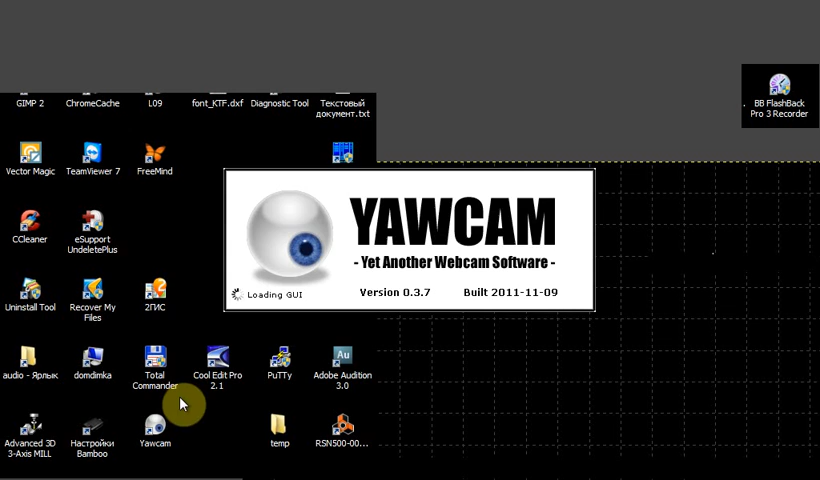 GIMP 2
ChromeCache
L09
font_KTF.dxf
Diagnostic Tool
Текстовый
документ.txt
BB FlashBack
Pro 3 Recorder
Vector Magic
TeamViewer 7
FreeMind
YAWCAM
- Yet Another Webcam Software -
Loading GUI
Version 0.3.7
Built 2011-11-09
CCleaner
eSupport
UndeletePlus
Uninstall Tool
Recover My
Files
2ГИС
audio - Ярлык
domdimka
Total
Commander
Cool Edit Pro
2.1
PuTTy
Adobe Audition
3.0
Advanced 3D
3-Axis MILL
Настройки
Bamboo
Yawcam
temp
RSN500-00...